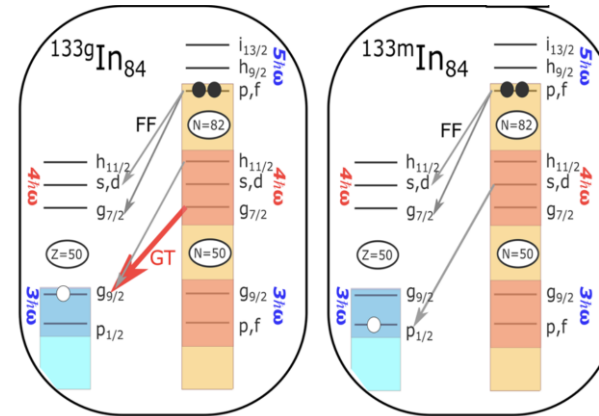 133gIn84
i13/2
h9/2
p,f
5ħω
FF
N=82
h11/2
s,d
g7/2
4ħω
h11/2
s,d
g7/2
4ħω
Z=50
GT
N=50
3ħω
g9/2
p1/2
g9/2
p,f
3ħω
133mIn84
i13/2
h9/2
p,f
5ħω
FF
N=82
h11/2
s,d
g7/2
4ħω
h11/2
s,d
g7/2
4ħω
Z=50
N=50
3ħω
g9/2
p1/2
g9/2
p,f
3ħω